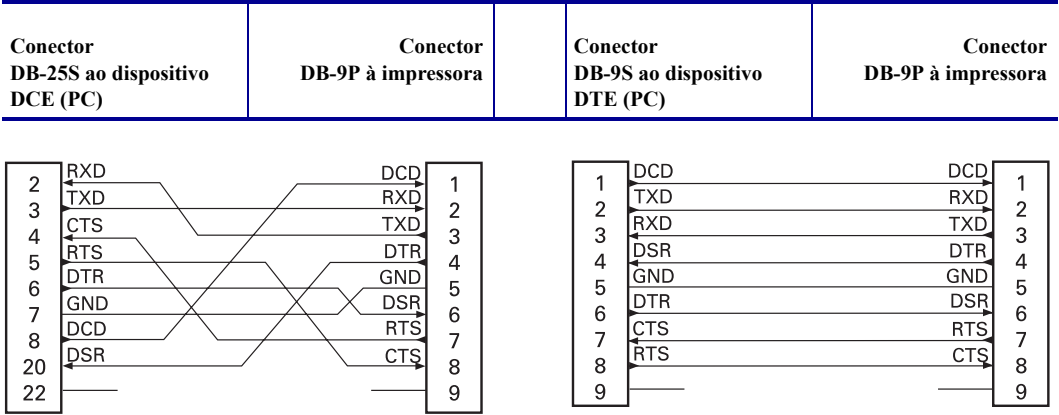 Conector
DB-25S ao dispositivo
DCE (PC)
Conector
DB-9P à impressora
Conector
DB-9S ao dispositivo
DTE (PC)
Conector
DB-9P à impressora
2 RXD DCD 1
3 TXD RXD 2
4 CTS TXD 3
5 RTS DTR 4
6 DTR GND 5
7 GND DSR 6
8 DCD RTS 7
20 DSR CTS 8
22 9
1 DCD DCD 1
2 TXD RXD 2
3 RXD TXD 3
4 DSR DTR 4
5 GND GND 5
6 DTR DSR 6
7 CTS RTS 7
8 RTS CTS 8
9 9